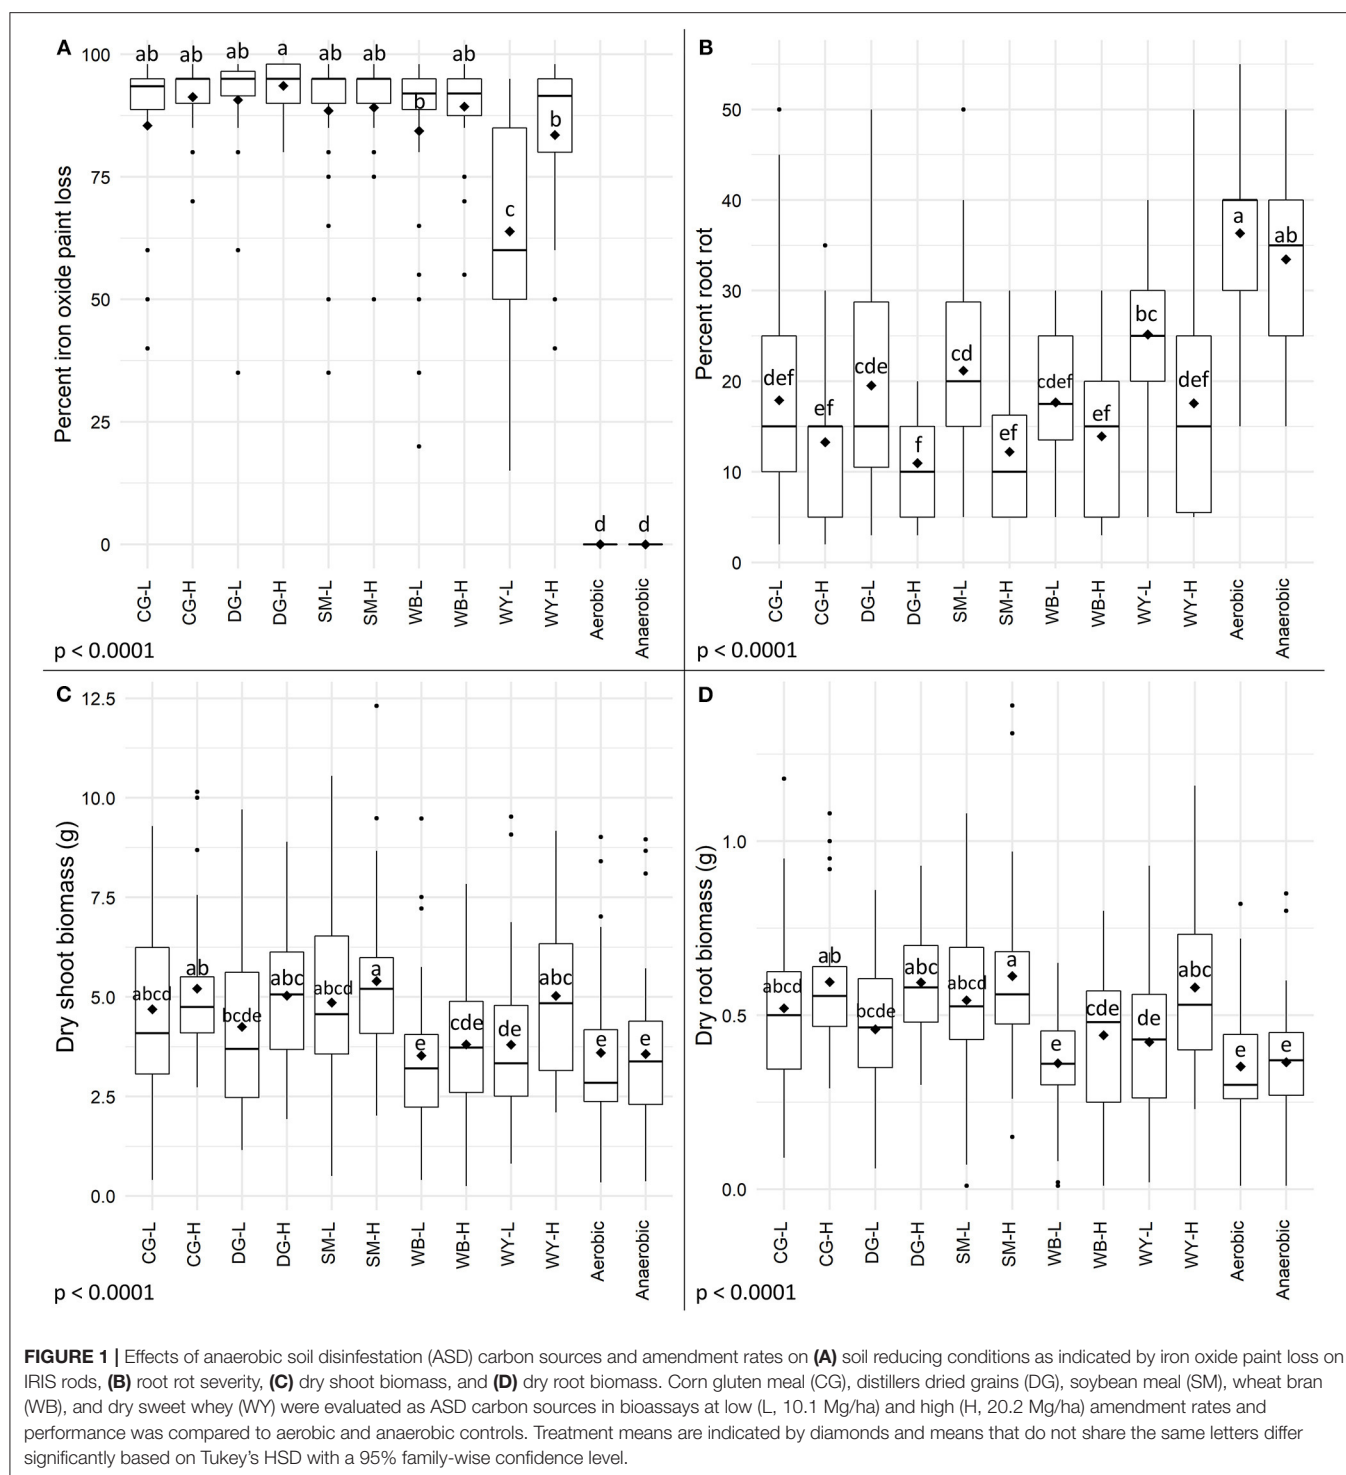 A
100
75
50
25
0
Percent iron oxide paint loss
ab ab ab a ab ab b ab c b d d
CG-L CG-H DG-L DG-H SM-L SM-H WB-L WB-H WY-L WY-H Aerobic Anaerobic
p < 0.0001
B
50
40
30
20
10
0
Percent root rot
def ef cde f cd ef cdef ef bc def a ab
CG-L CG-H DG-L DG-H SM-L SM-H WB-L WB-H WY-L WY-H Aerobic Anaerobic
p < 0.0001
C
12.5
10.0
7.5
5.0
2.5
0.0
Dry shoot biomass (g)
abcd ab bcde abc abcd a e cde de abc e e
CG-L CG-H DG-L DG-H SM-L SM-H WB-L WB-H WY-L WY-H Aerobic Anaerobic
p < 0.0001
D
1.0
0.5
0.0
Dry root biomass (g)
abcd ab bcde abc abcd a e cde de abc e e
CG-L CG-H DG-L DG-H SM-L SM-H WB-L WB-H WY-L WY-H Aerobic Anaerobic
p < 0.0001
FIGURE 1 | Effects of anaerobic soil disinfestation (ASD) carbon sources and amendment rates on (A) soil reducing conditions as indicated by iron oxide paint loss on
IRIS rods, (B) root rot severity, (C) dry shoot biomass, and (D) dry root biomass. Corn gluten meal (CG), distillers dried grains (DG), soybean meal (SM), wheat bran
(WB), and dry sweet whey (WY) were evaluated as ASD carbon sources in bioassays at low (L, 10.1 Mg/ha) and high (H, 20.2 Mg/ha) amendment rates and
performance was compared to aerobic and anaerobic controls. Treatment means are indicated by diamonds and means that do not share the same letters differ
significantly based on Tukey's HSD with a 95% family-wise confidence level.